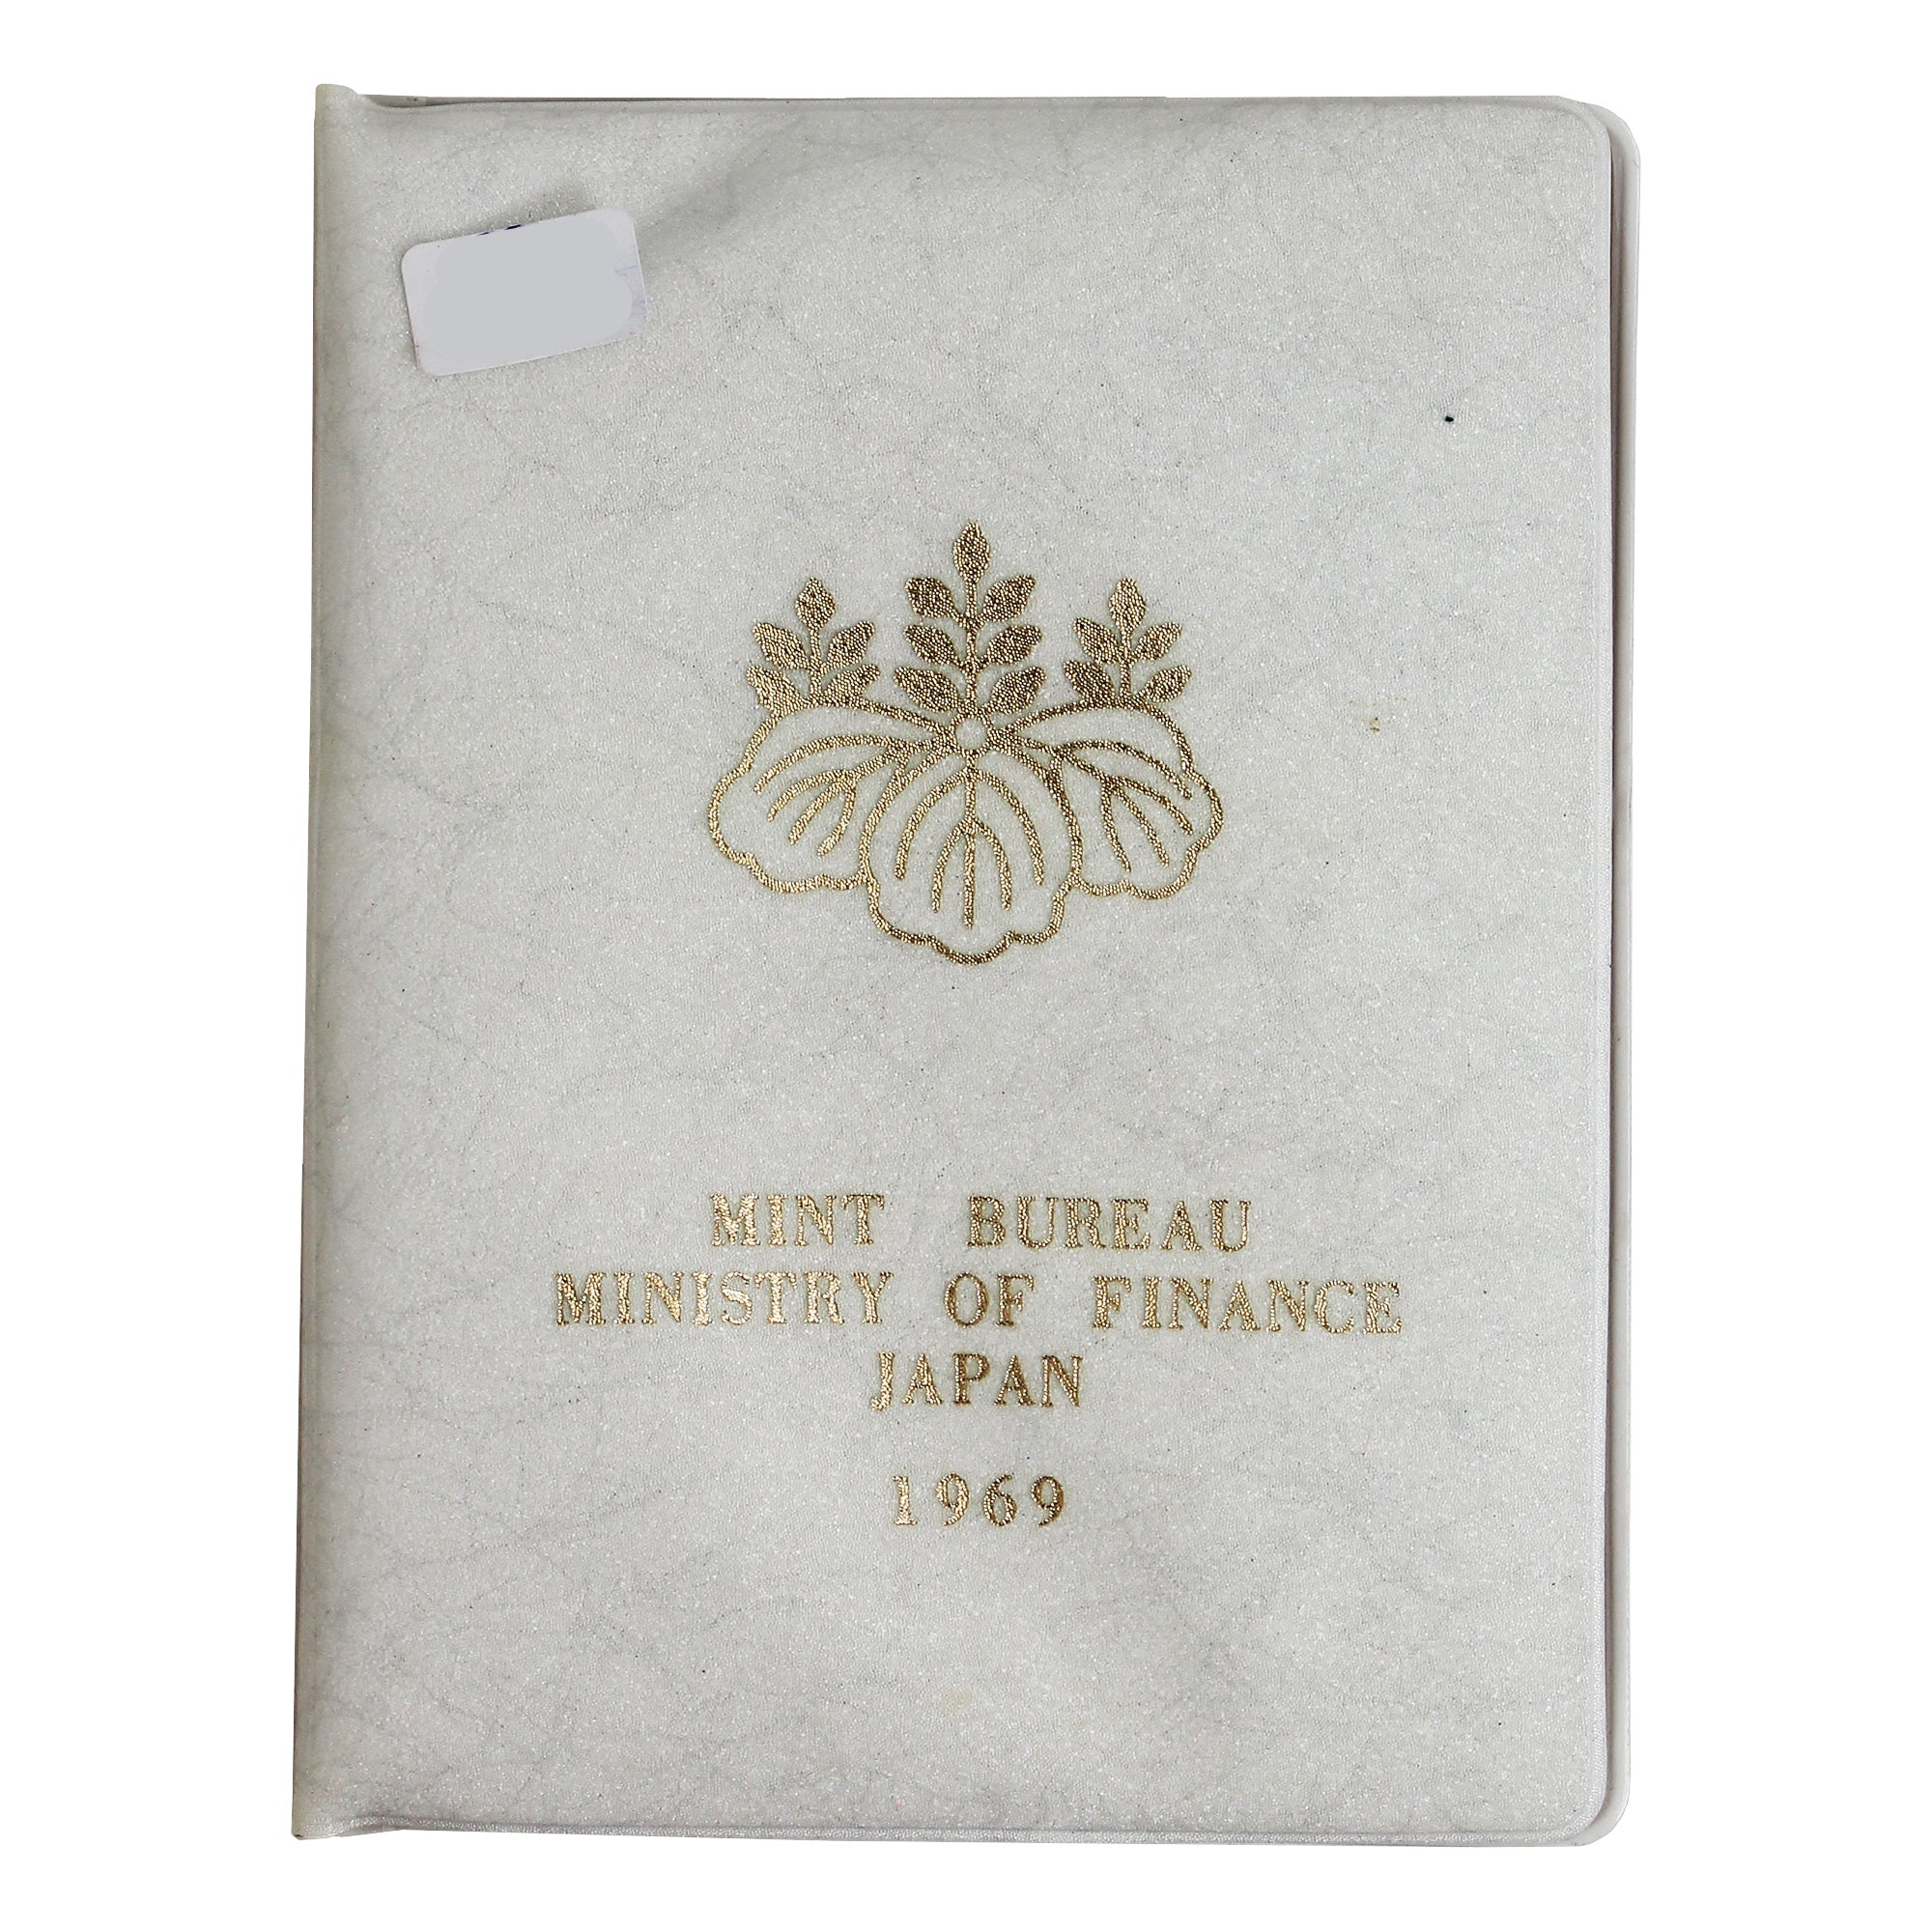 MINT BUREAU
MINISTRY OF FINANCE
JAPAN
1969